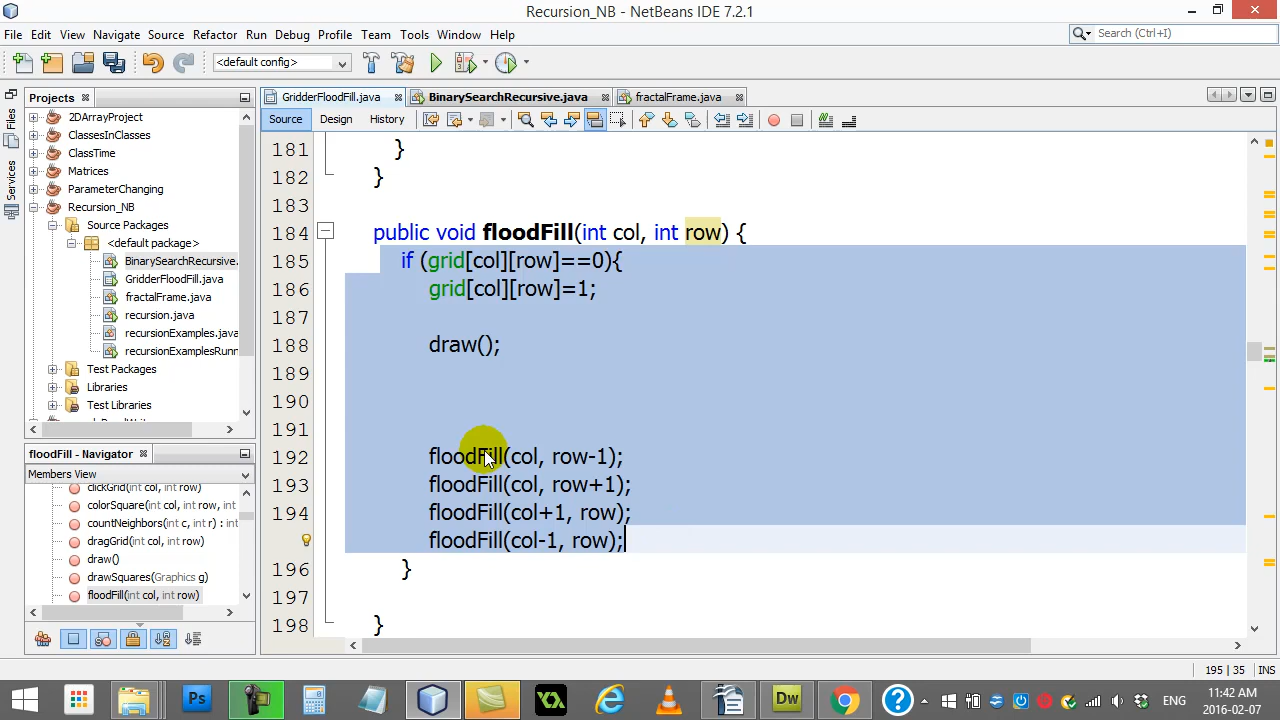 Recursion_NB - NetBeans IDE 7.2.1
File Edit View Navigate Source Refactor Run Debug Profile Team Tools Window Help
Search (Ctrl+I)
<default config>
Projects
GridderFloodFill.java
BinarySearchRecursive.java
fractalFrame.java
Source Design History
Files
Services
2DArrayProject
ClassesInClasses
ClassTime
Matrices
ParameterChanging
Recursion_NB
Source Packages
<default package>
BinarySearchRecursive.
GridderFloodFill.java
fractalFrame.java
recursion.java
recursionExamples.java
recursionExamplesRunn
Test Packages
Libraries
Test Libraries
floodFill - Navigator
Members View
clickGrid(int col, int row)
colorSquare(int col, int row, int
countNeighbors(int c, int r) :
dragGrid(int col, int row)
draw()
drawSquares(Graphics g)
floodFill(int col, int row)
181 }
182 }
183
184 public void floodFill(int col, int row) {
185 if (grid[col][row]==0){
186 grid[col][row]=1;
187
188 draw();
189
190
191
192 floodFill(col, row-1);
193 floodFill(col, row+1);
194 floodFill(col+1, row);
floodFill(col-1, row);
196 }
197
198 }
195 | 35 INS
Ps
Dw
ENG
11:42 AM
2016-02-07